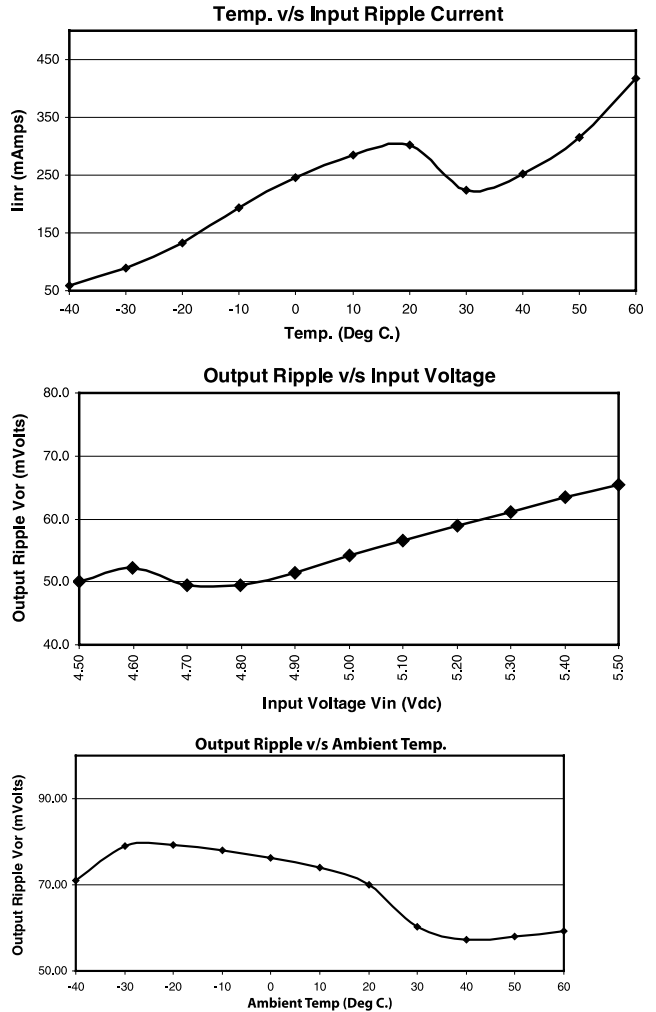 Temp. v/s Input Ripple Current
450
350
250
150
50
Iinr (mAmps)
-40 -30 -20 -10 0 10 20 30 40 50 60
Temp. (Deg C.)
Output Ripple v/s Input Voltage
80.0
70.0
60.0
50.0
40.0
Output Ripple Vor (mVolts)
4.50 4.60 4.70 4.80 4.90 5.00 5.10 5.20 5.30 5.40 5.50
Input Voltage Vin (Vdc)
Output Ripple v/s Ambient Temp.
90.00
70.00
50.00
Output Ripple Vor (mVolts)
-40 -30 -20 -10 0 10 20 30 40 50 60
Ambient Temp (Deg C.)